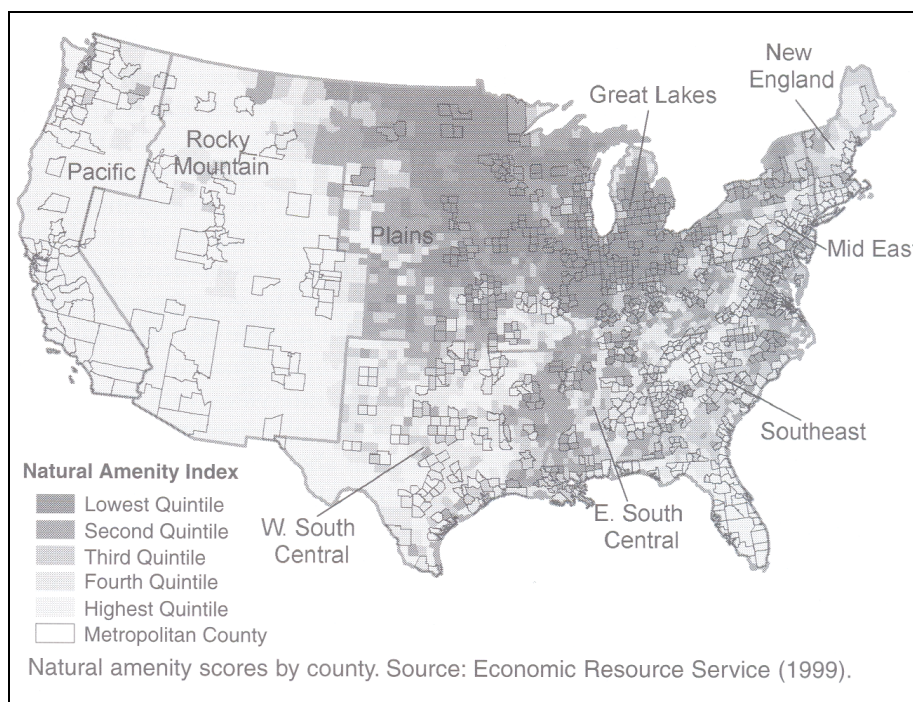 New
England
Great Lakes
Rocky
Mountain
Pacific
Plains
Mid East
Southeast
W. South
Central
E. South
Central
Natural Amenity Index
Lowest Quintile
Second Quintile
Third Quintile
Fourth Quintile
Highest Quintile
Metropolitan County
Natural amenity scores by county. Source: Economic Resource Service (1999).